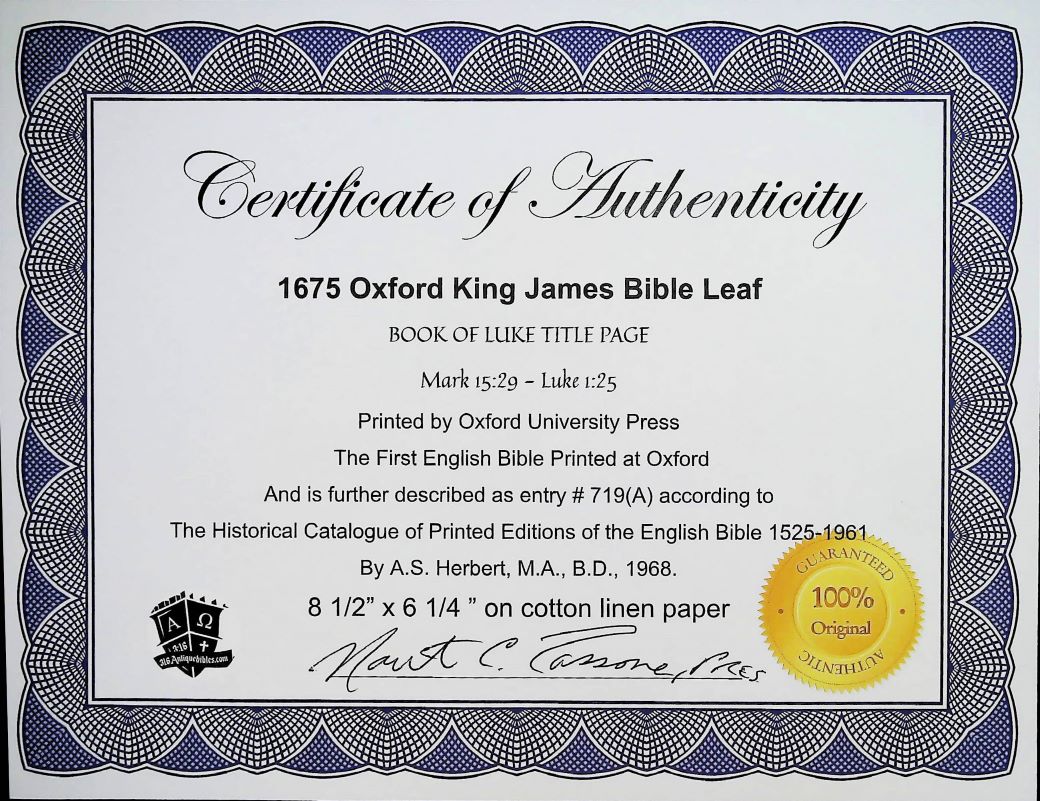 Certificate of Authenticity
1675 Oxford King James Bible Leaf
BOOK OF LUKE TITLE PAGE
Mark 15:29 – Luke 1:25
Printed by Oxford University Press
The First English Bible Printed at Oxford
And is further described as entry # 719(A) according to
The Historical Catalogue of Printed Editions of the English Bible 1525-1961
By A.S. Herbert, M.A., B.D., 1968.
8 1/2” x 6 1/4 ” on cotton linen paper
GUARANTEED
100%
Original
AUTHENTIC
Α Ω
316Antiquebibles.com
C. Cassone, Pres.